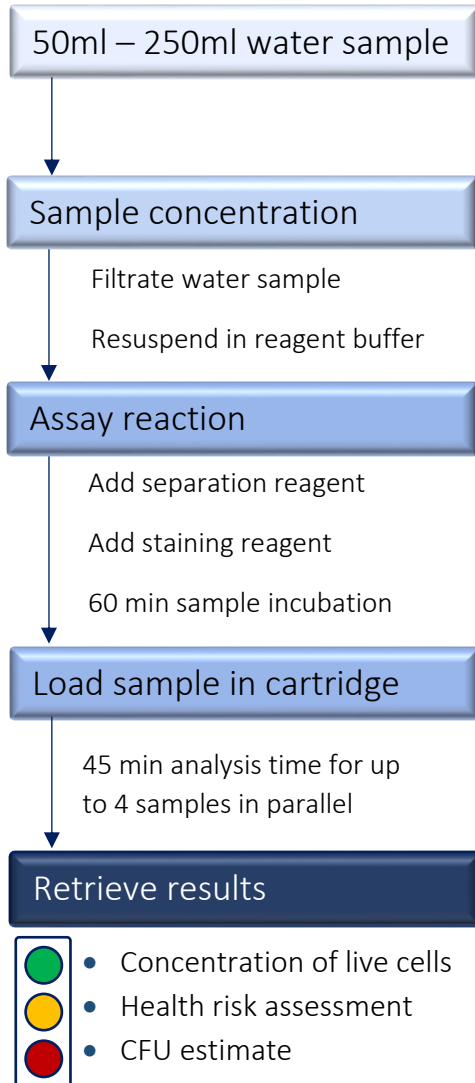 50ml – 250ml water sample
Sample concentration
Filtrate water sample
Resuspend in reagent buffer
Assay reaction
Add separation reagent
Add staining reagent
60 min sample incubation
Load sample in cartridge
45 min analysis time for up
to 4 samples in parallel
Retrieve results
• Concentration of live cells
• Health risk assessment
• CFU estimate